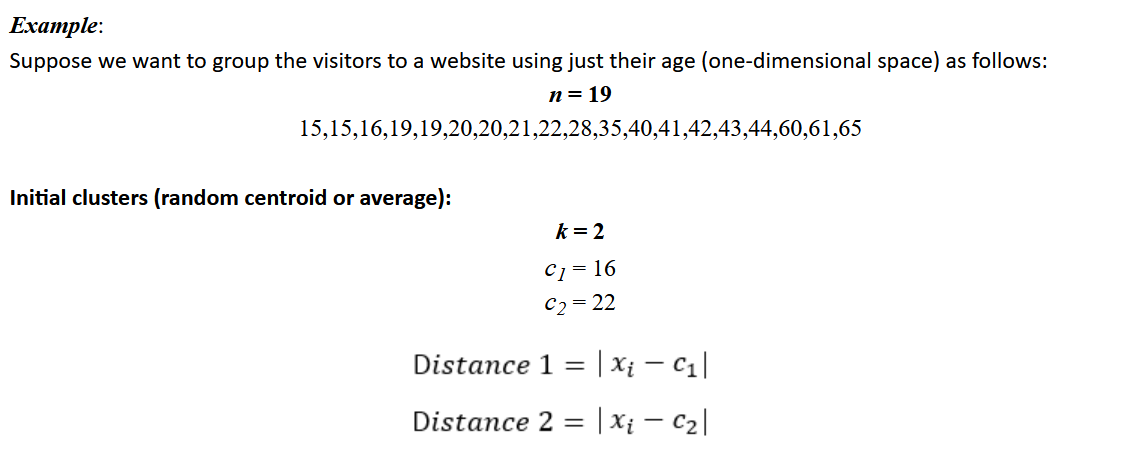 Example:
Suppose we want to group the visitors to a website using just their age (one-dimensional space) as follows:
n = 19
15,15,16,19,19,20,20,21,22,28,35,40,41,42,43,44,60,61,65
Initial clusters (random centroid or average):
k = 2
c₁ = 16
c₂ = 22
Distance 1 = | xᵢ − c₁|
Distance 2 = | xᵢ − c₂|